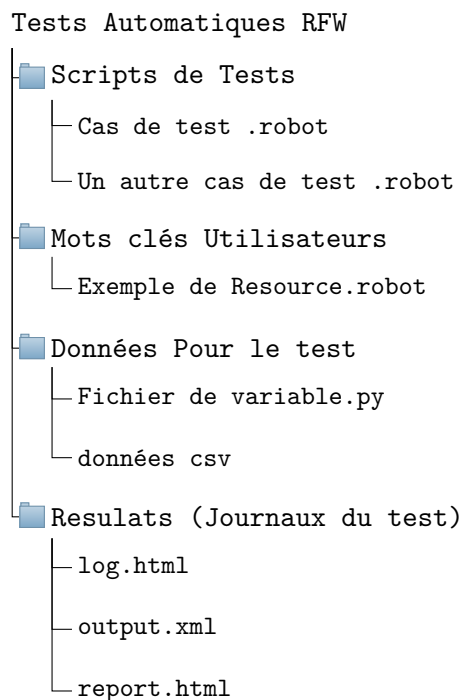 Tests Automatiques RFW
Scripts de Tests
Cas de test .robot
Un autre cas de test .robot
Mots clés Utilisateurs
Exemple de Resource.robot
Données Pour le test
Fichier de variable.py
données csv
Resulats (Journaux du test)
log.html
output.xml
report.html